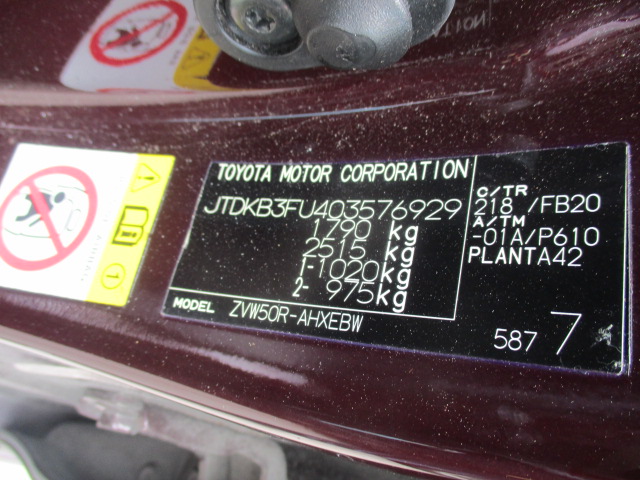 TOYOTA MOTOR CORPORATION
JTDKB3FU403576929
1790 kg
2515 kg
1-1020kg
2- 975kg
MODEL ZVW50R-AHXEBW
C/TR
218 /FB20
A/TM
-01A/P610
PLANTA42
587 7